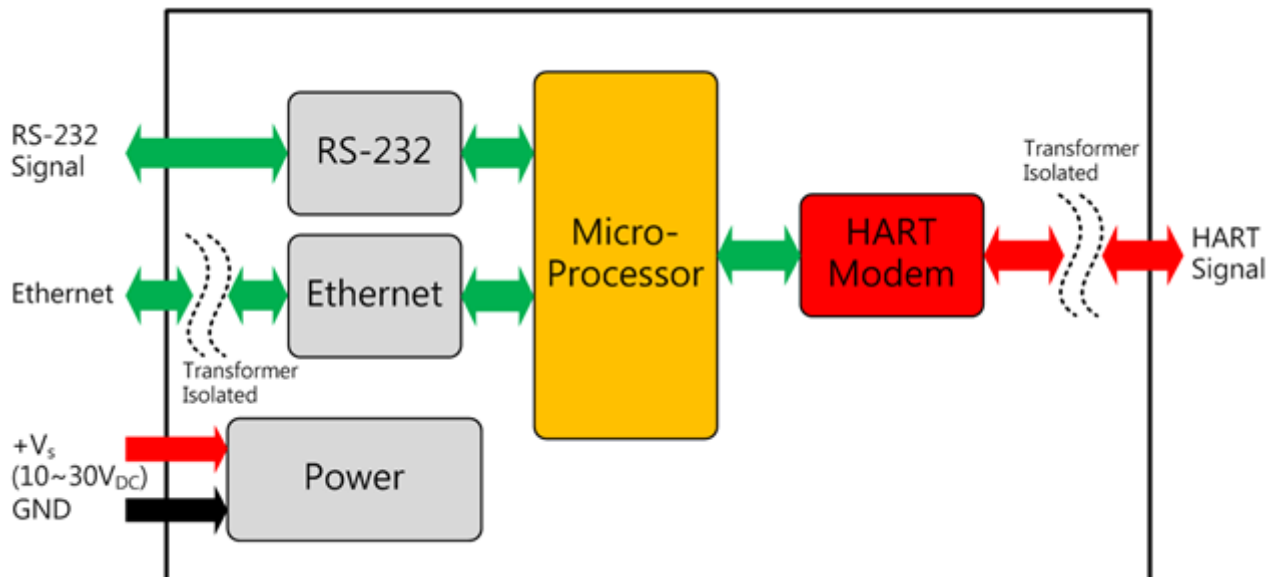 RS-232
Signal
RS-232
Ethernet
Ethernet
Transformer
Isolated
+Vs
(10~30VDC)
GND
Power
Micro-
Processor
HART
Modem
Transformer
Isolated
HART
Signal